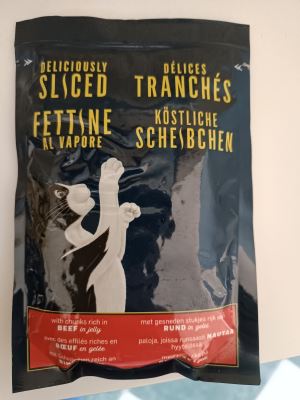 DELICIOUSLY
SLICED
DÉLICES
TRANCHÉS
FETTINE
AL VAPORE
KÖSTLICHE
SCHEIBCHEN
with chunks rich in
BEEF in jelly
avec des effilés riches en
BŒUF en gelée
met gesneden stukjes rijk aan
RUND in gelei
paloja, joissa runsaasti NAUTAA
hyytelössä